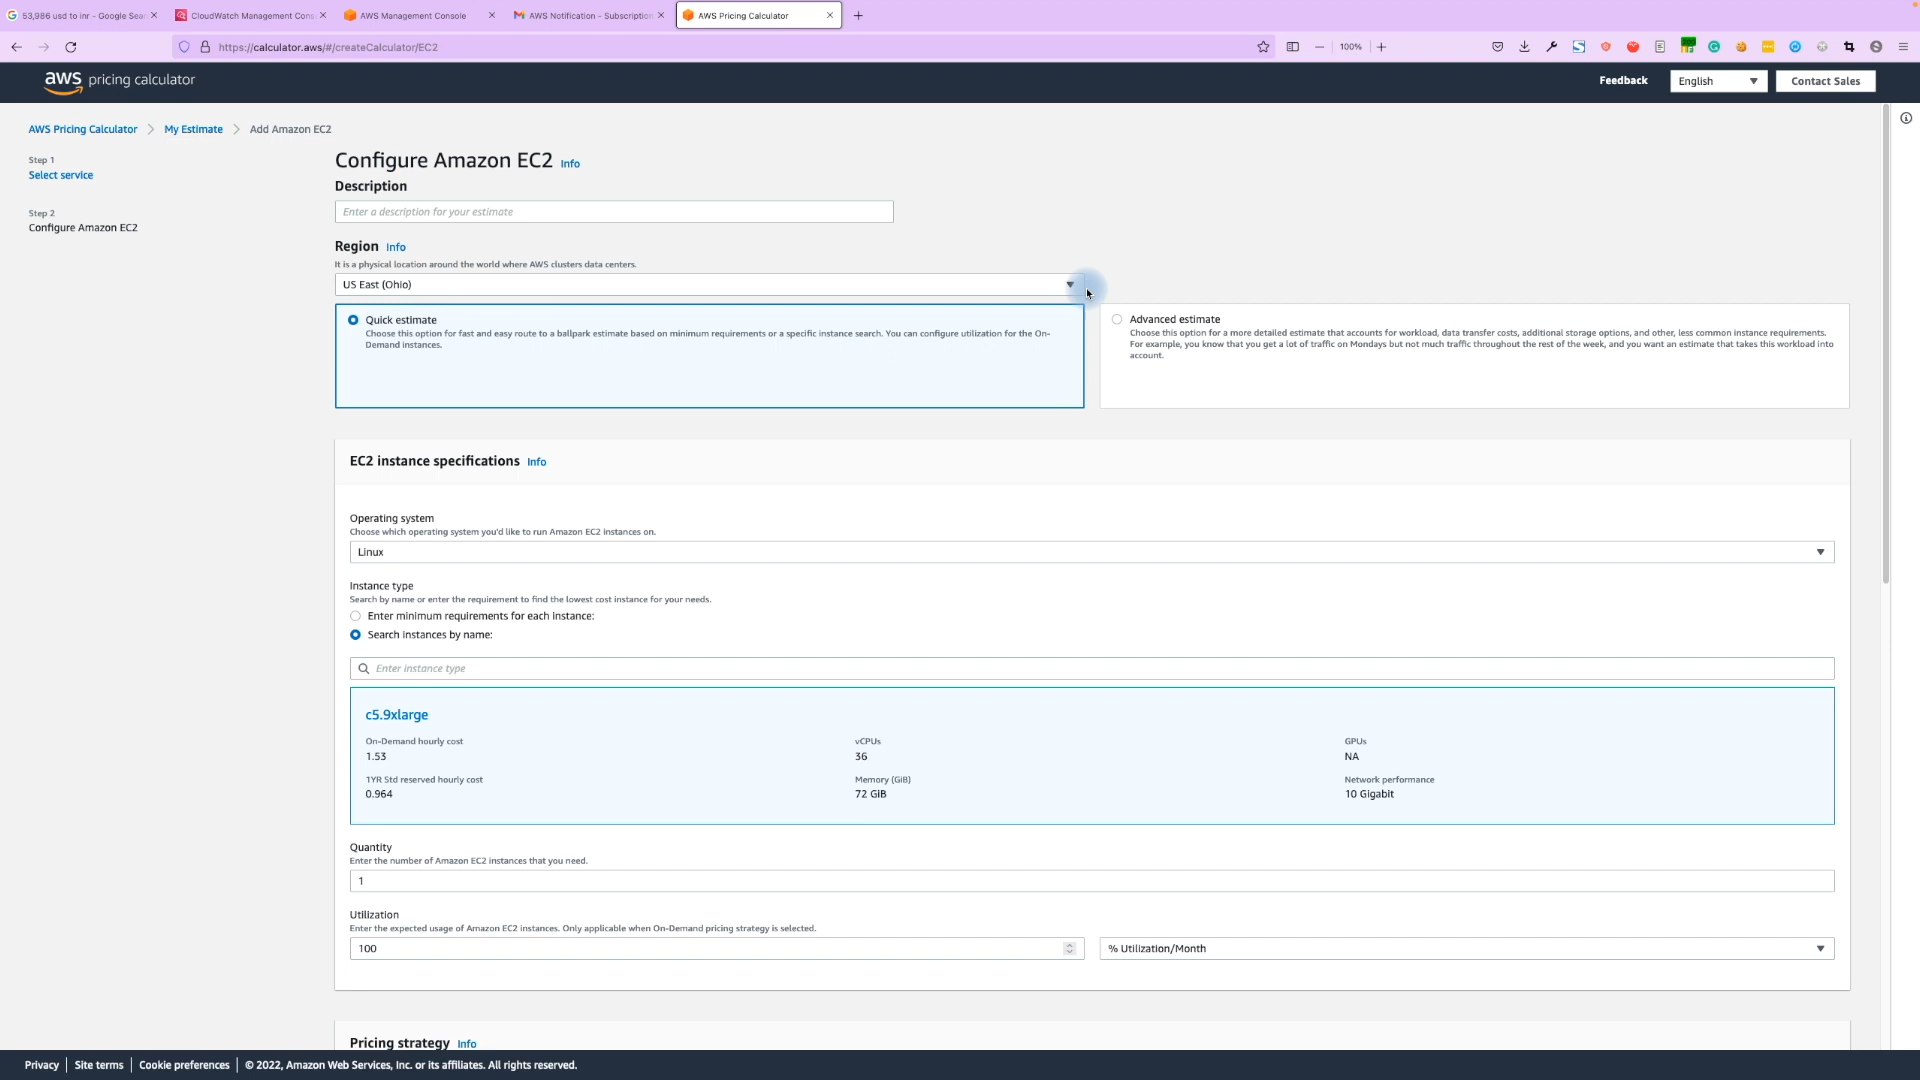 53,986 usd to inr - Google Sea
CloudWatch Management Con
AWS Management Console
AWS Notification - Subscription
AWS Pricing Calculator
https://calculator.aws/#/createCalculator/EC2
100%
aws pricing calculator
Feedback
English
Contact Sales
AWS Pricing Calculator
My Estimate
Add Amazon EC2
Step 1
Select service
Step 2
Configure Amazon EC2
Configure Amazon EC2 Info
Description
Enter a description for your estimate
Region Info
It is a physical location around the world where AWS clusters data centers.
US East (Ohio)
Quick estimate
Choose this option for fast and easy route to a ballpark estimate based on minimum requirements or a specific instance search. You can configure utilization for the On-
Demand instances.
Advanced estimate
Choose this option for a more detailed estimate that accounts for workload, data transfer costs, additional storage options, and other, less common instance requirements.
For example, you know that you get a lot of traffic on Mondays but not much traffic throughout the rest of the week, and you want an estimate that takes this workload into
account.
EC2 instance specifications Info
Operating system
Choose which operating system you'd like to run Amazon EC2 instances on.
Linux
Instance type
Search by name or enter the requirement to find the lowest cost instance for your needs.
Enter minimum requirements for each instance:
Search instances by name:
Enter instance type
c5.9xlarge
On-Demand hourly cost
1.53
vCPUs
36
GPUs
NA
1YR Std reserved hourly cost
0.964
Memory (GiB)
72 GiB
Network performance
10 Gigabit
Quantity
Enter the number of Amazon EC2 instances that you need.
1
Utilization
Enter the expected usage of Amazon EC2 instances. Only applicable when On-Demand pricing strategy is selected.
100
% Utilization/Month
Pricing strategy Info
Privacy
Site terms
Cookie preferences
© 2022, Amazon Web Services, Inc. or its affiliates. All rights reserved.